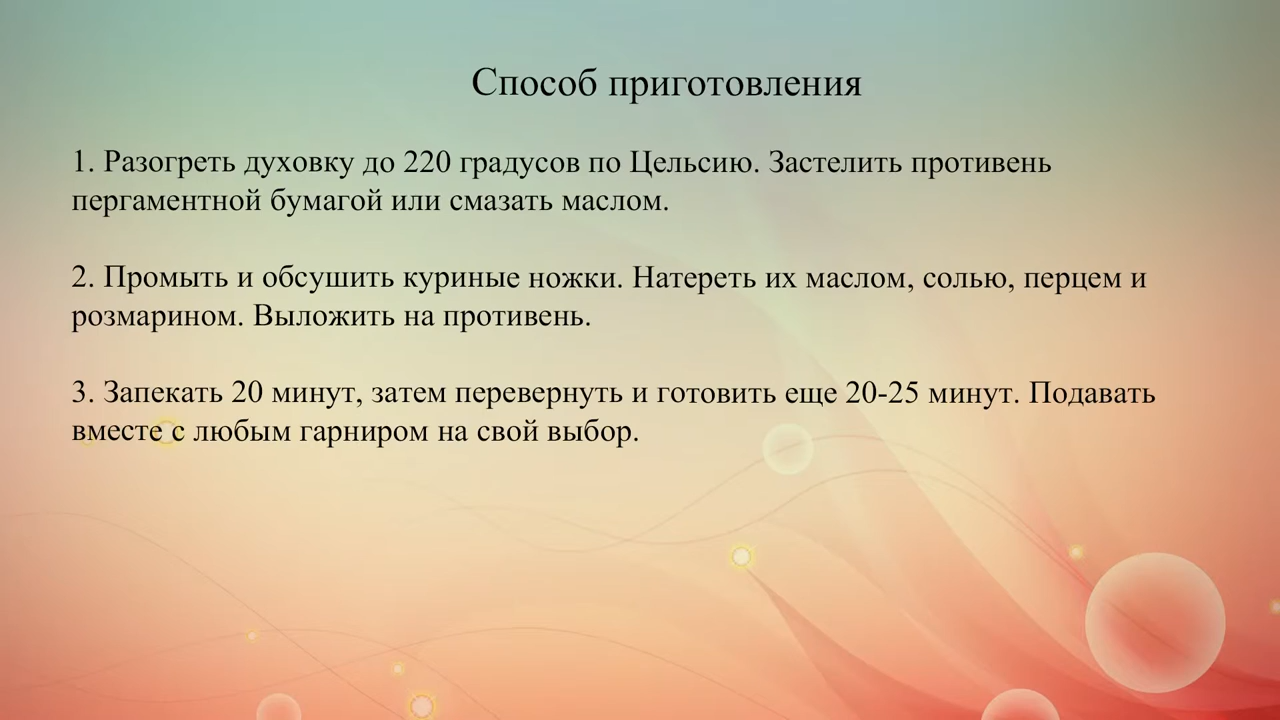 Способ приготовления
1. Разогреть духовку до 220 градусов по Цельсию. Застелить противень
пергаментной бумагой или смазать маслом.
2. Промыть и обсушить куриные ножки. Натереть их маслом, солью, перцем и
розмарином. Выложить на противень.
3. Запекать 20 минут, затем перевернуть и готовить еще 20-25 минут. Подавать
вместе с любым гарниром на свой выбор.